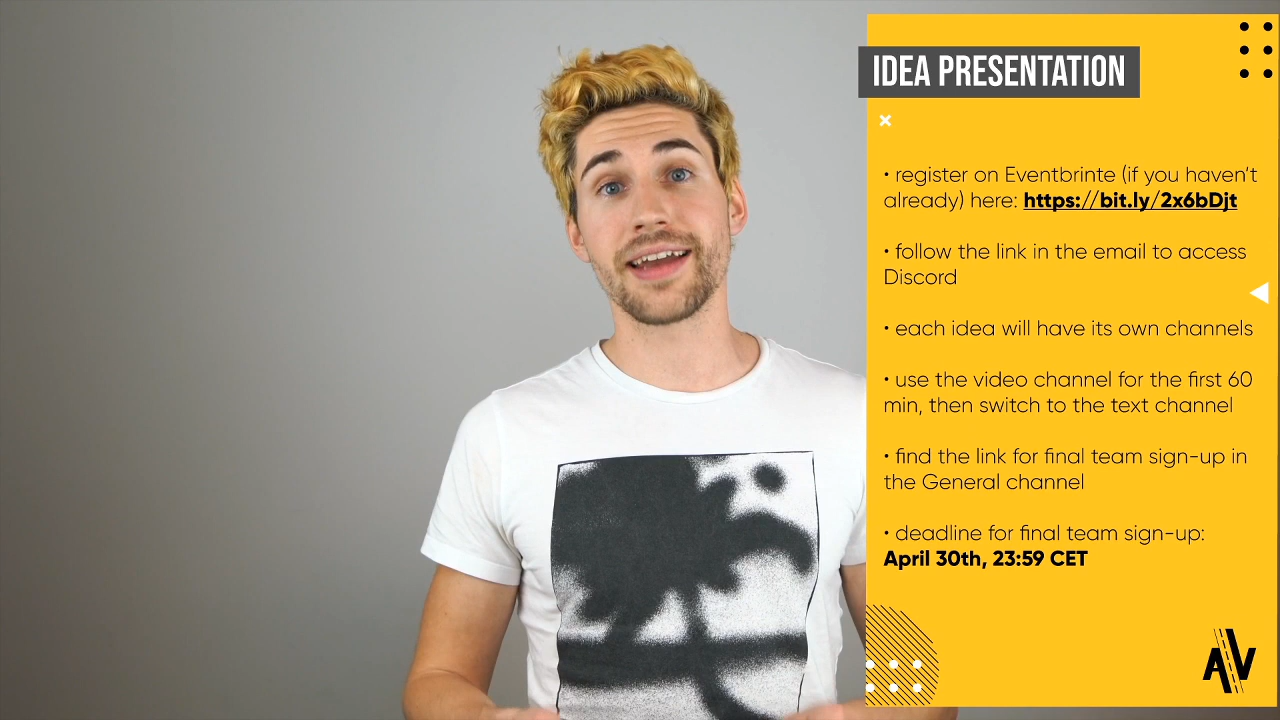 IDEA PRESENTATION
• register on Eventbrinte (if you haven't
already) here: https://bit.ly/2x6bDjt
• follow the link in the email to access
Discord
• each idea will have its own channels
• use the video channel for the first 60
min, then switch to the text channel
• find the link for final team sign-up in
the General channel
• deadline for final team sign-up:
April 30th, 23:59 CET
AV